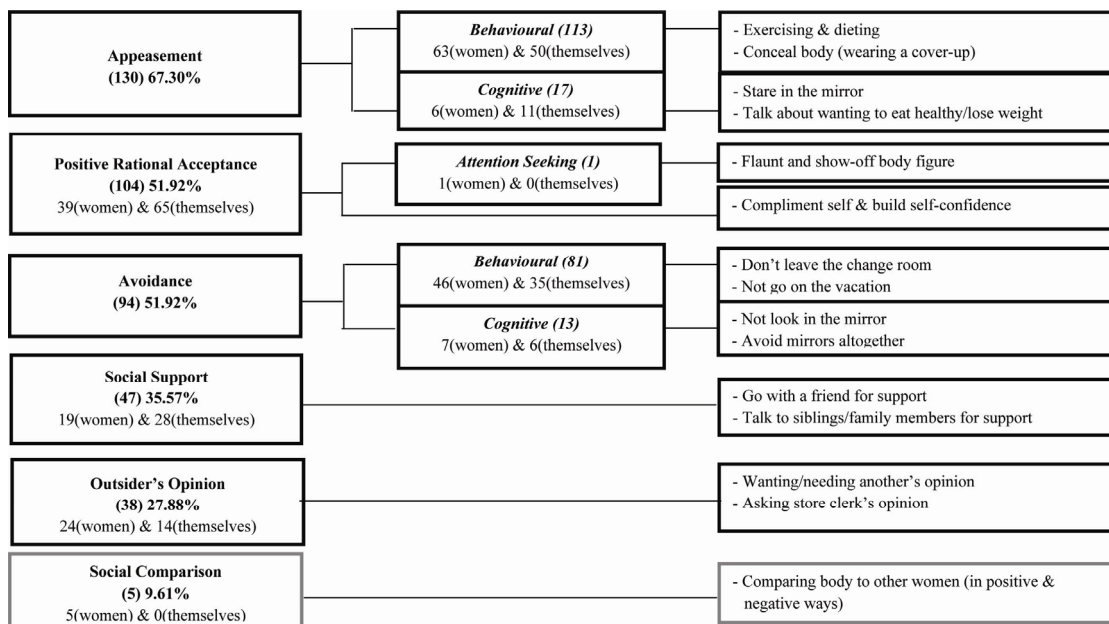 Appeasement
(130) 67.30%
Behavioural (113)
63(women) & 50(themselves)
Cognitive (17)
6(women) & 11(themselves)
- Exercising & dieting
- Conceal body (wearing a cover-up)
- Stare in the mirror
- Talk about wanting to eat healthy/lose weight
Positive Rational Acceptance
(104) 51.92%
39(women) & 65(themselves)
Attention Seeking (1)
1(women) & 0(themselves)
- Flaunt and show-off body figure
- Compliment self & build self-confidence
Avoidance
(94) 51.92%
Behavioural (81)
46(women) & 35(themselves)
Cognitive (13)
7(women) & 6(themselves)
- Don't leave the change room
- Not go on the vacation
- Not look in the mirror
- Avoid mirrors altogether
Social Support
(47) 35.57%
19(women) & 28(themselves)
- Go with a friend for support
- Talk to siblings/family members for support
Outsider's Opinion
(38) 27.88%
24(women) & 14(themselves)
- Wanting/needing another's opinion
- Asking store clerk's opinion
Social Comparison
(5) 9.61%
5(women) & 0(themselves)
- Comparing body to other women (in positive &
negative ways)